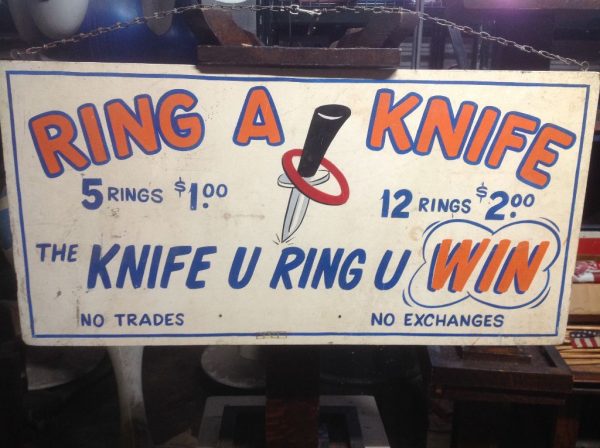 RING A KNIFE
5 RINGS $1.00 12 RINGS $2.00
THE KNIFE U RING U WIN
NO TRADES NO EXCHANGES